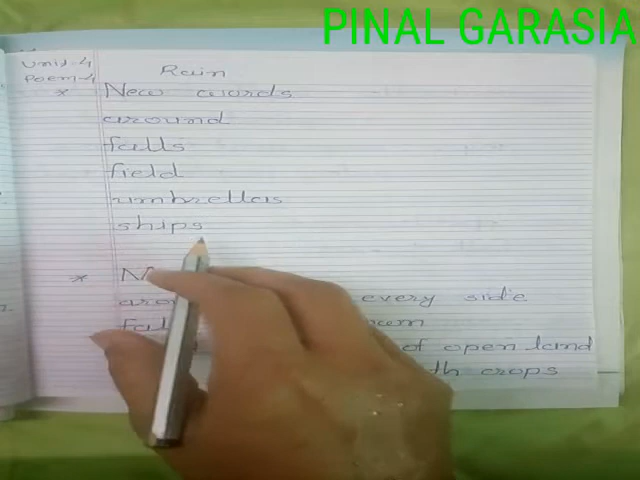 PINAL GARASIA
Unit-4
Poem-4
Rain
* New words
around
falls
field
umbrellas
ships
*
every side
of open land
crops